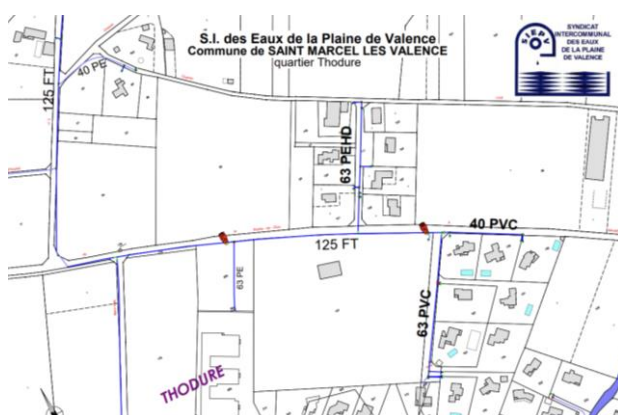 S.I. des Eaux de la Plaine de Valence
Commune de SAINT MARCEL LES VALENCE
quartier Thodure
SIEPV
SYNDICAT
INTERCOMMUNAL
DES EAUX
DE LA PLAINE
DE VALENCE
40 PE
125 FT
63 PEHD
40 PVC
125 FT
63 PE
63 PVC
THODURE